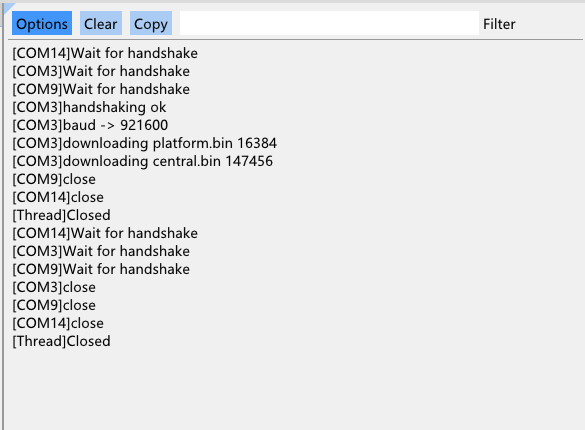 Options Clear Copy Filter
[COM14]Wait for handshake
[COM3]Wait for handshake
[COM9]Wait for handshake
[COM3]handshaking ok
[COM3]baud -> 921600
[COM3]downloading platform.bin 16384
[COM3]downloading central.bin 147456
[COM9]close
[COM14]close
[Thread]Closed
[COM14]Wait for handshake
[COM3]Wait for handshake
[COM9]Wait for handshake
[COM3]close
[COM9]close
[COM14]close
[Thread]Closed